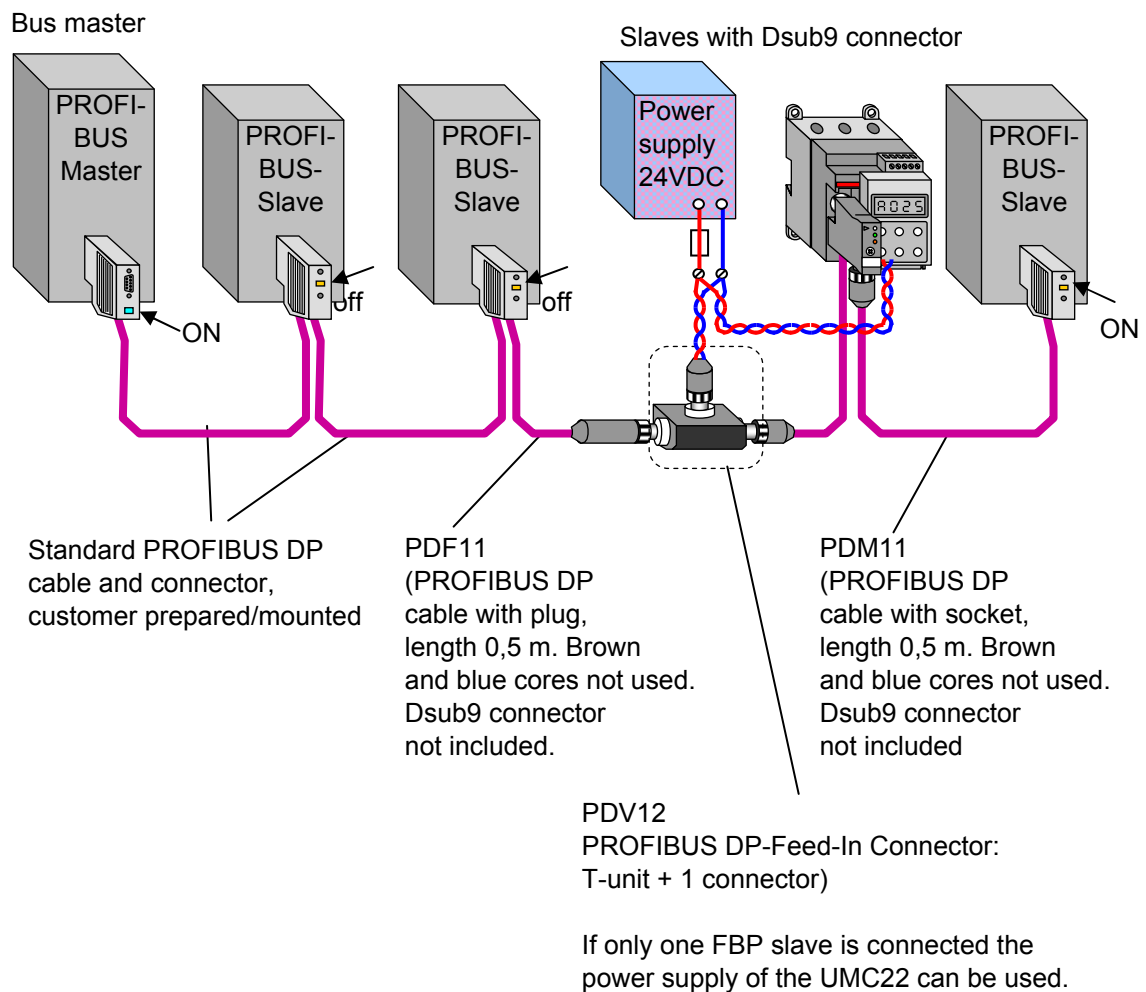 Bus master
Slaves with Dsub9 connector
PROFI-
BUS
Master
PROFI-
BUS-
Slave
PROFI-
BUS-
Slave
Power
supply
24VDC
A025
PROFI-
BUS-
Slave
ON
off
off
ON
Standard PROFIBUS DP
cable and connector,
customer prepared/mounted
PDF11
(PROFIBUS DP
cable with plug,
length 0,5 m. Brown
and blue cores not used.
Dsub9 connector
not included.
PDM11
(PROFIBUS DP
cable with socket,
length 0,5 m. Brown
and blue cores not used.
Dsub9 connector
not included
PDV12
PROFIBUS DP-Feed-In Connector:
T-unit + 1 connector)
If only one FBP slave is connected the
power supply of the UMC22 can be used.